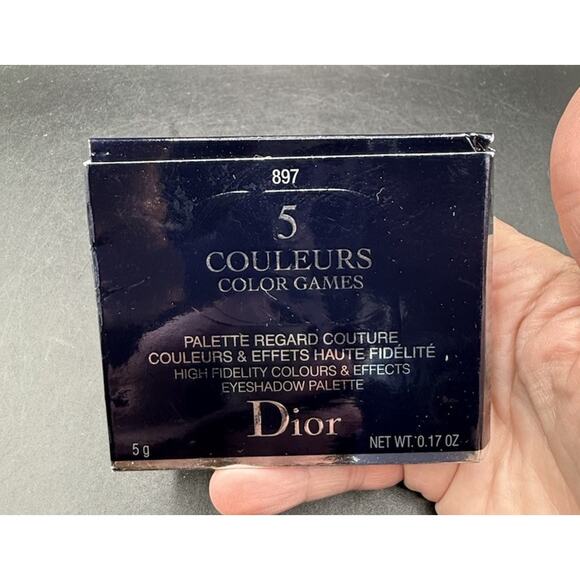 897
5
COULEURS
COLOR GAMES
PALETTE REGARD COUTURE
COULEURS & EFFETS HAUTE FIDÉLITÉ
HIGH FIDELITY COLOURS & EFFECTS
EYESHADOW PALETTE
Dior
5 g
NET WT. 0.17 OZ